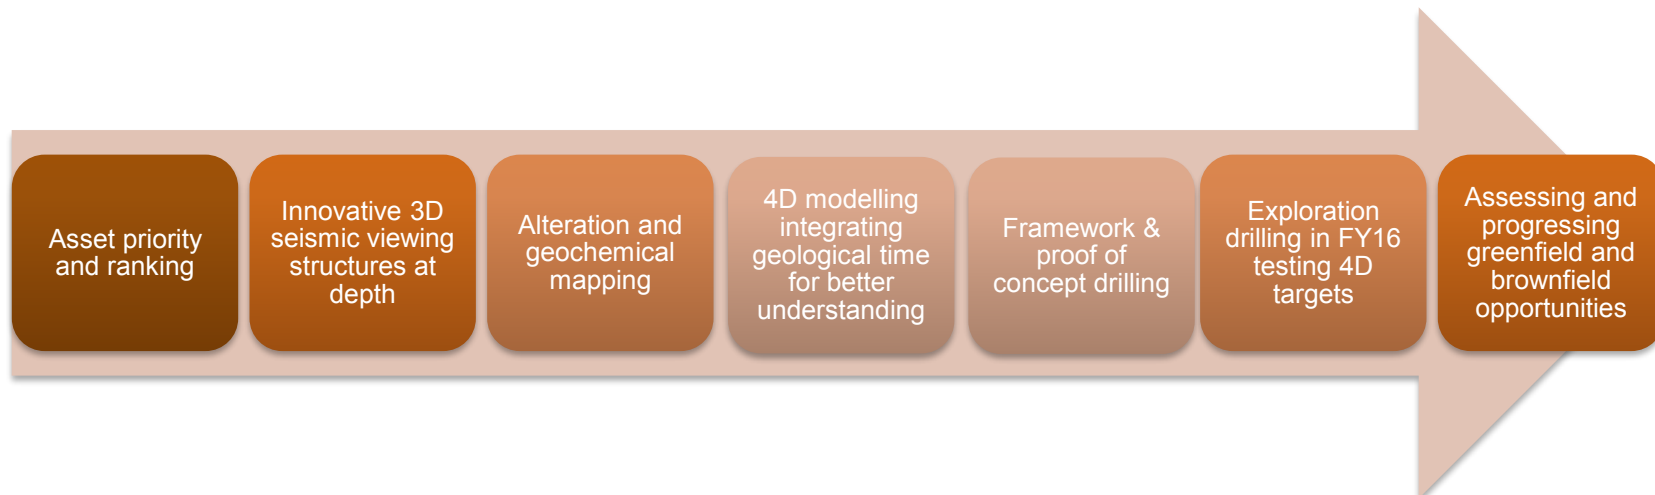 Asset priority
and ranking
Innovative 3D
seismic viewing
structures at
depth
Alteration and
geochemical
mapping
4D modelling
integrating
geological time
for better
understanding
Framework &
proof of
concept drilling
Exploration
drilling in FY16
testing 4D
targets
Assessing and
progressing
greenfield and
brownfield
opportunities